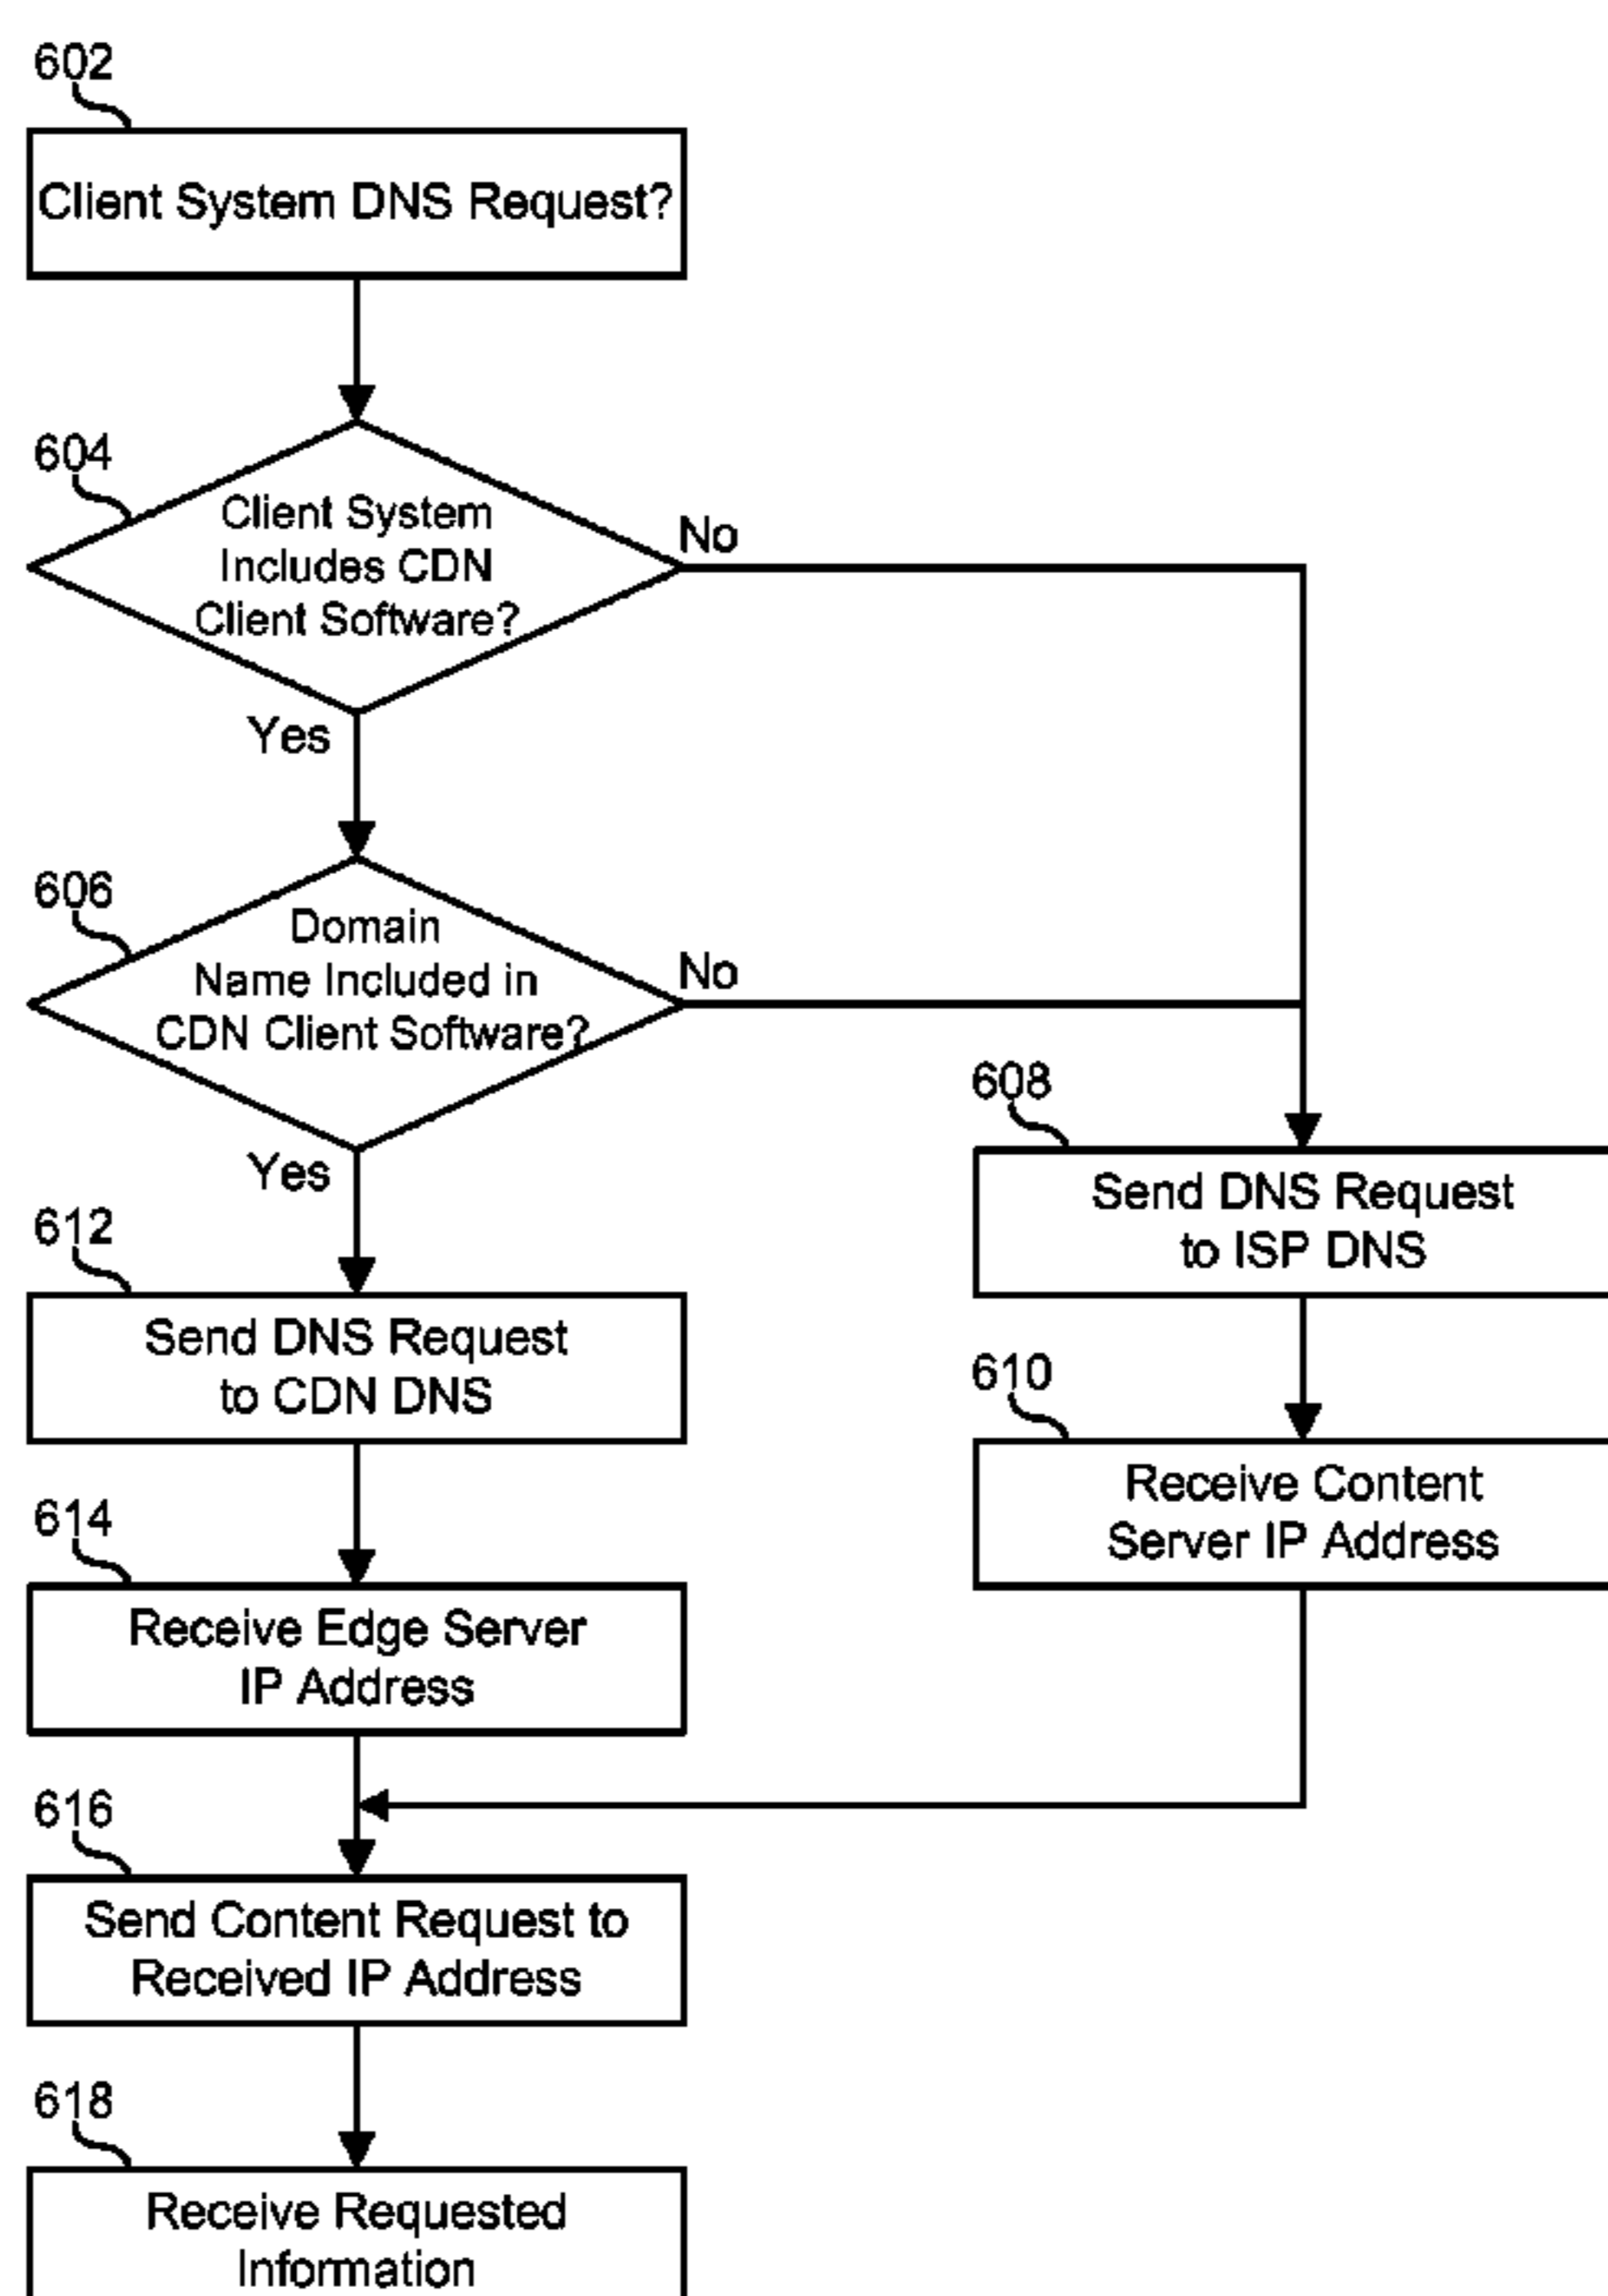 602
Client System DNS Request?
604
Client System
Includes CDN
Client Software?
No
Yes
606
Domain
Name Included in
CDN Client Software?
No
Yes
608
Send DNS Request
to ISP DNS
612
Send DNS Request
to CDN DNS
610
Receive Content
Server IP Address
614
Receive Edge Server
IP Address
616
Send Content Request to
Received IP Address
618
Receive Requested
Information